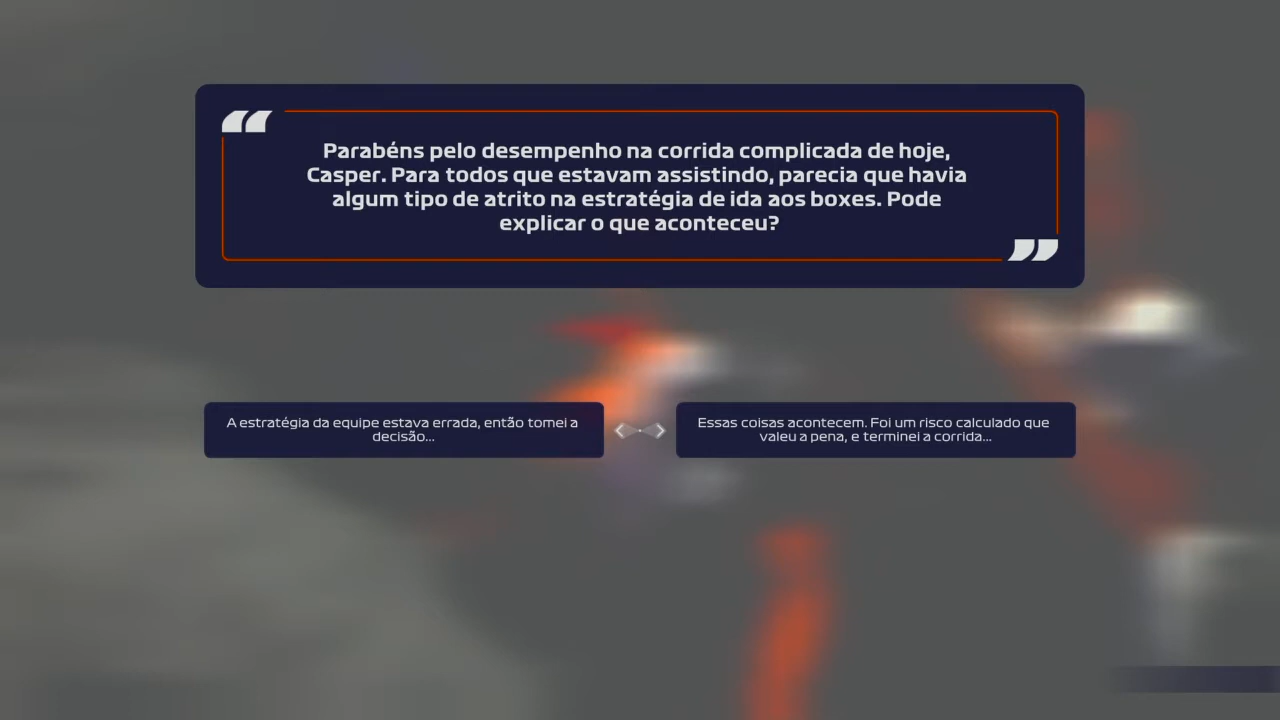 Parabéns pelo desempenho na corrida complicada de hoje,
Casper. Para todos que estavam assistindo, parecia que havia
algum tipo de atrito na estratégia de ida aos boxes. Pode
explicar o que aconteceu?
A estratégia da equipe estava errada, então tomei a
decisão...
Essas coisas acontecem. Foi um risco calculado que
valeu a pena, e terminei a corrida...